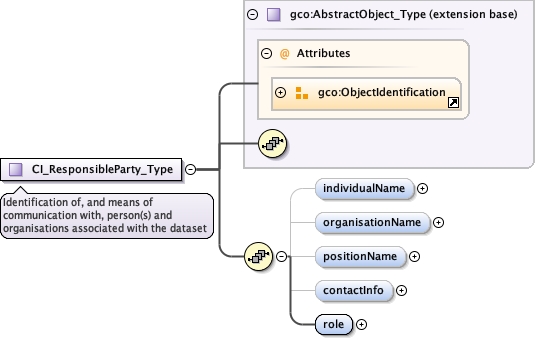 gco:AbstractObject_Type (extension base)
@ Attributes
gco:ObjectIdentification
CI_ResponsibleParty_Type
Identification of, and means of
communication with, person(s) and
organisations associated with the dataset
individualName
organisationName
positionName
contactInfo
role